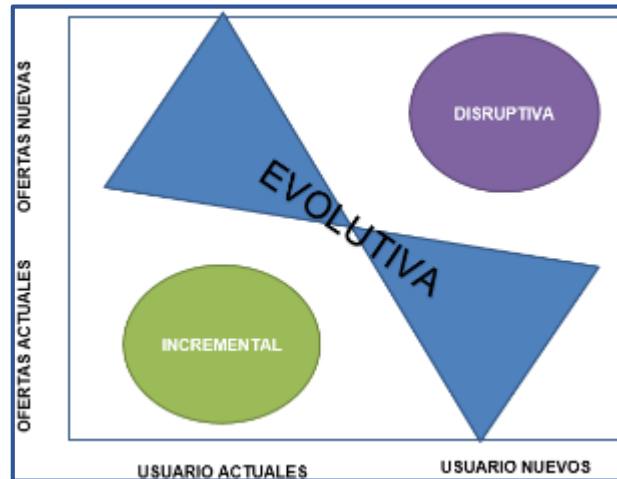 OFERTAS NUEVAS
DISRUPTIVA
EVOLUTIVA
OFERTAS ACTUALES
INCREMENTAL
USUARIO ACTUALES
USUARIO NUEVOS